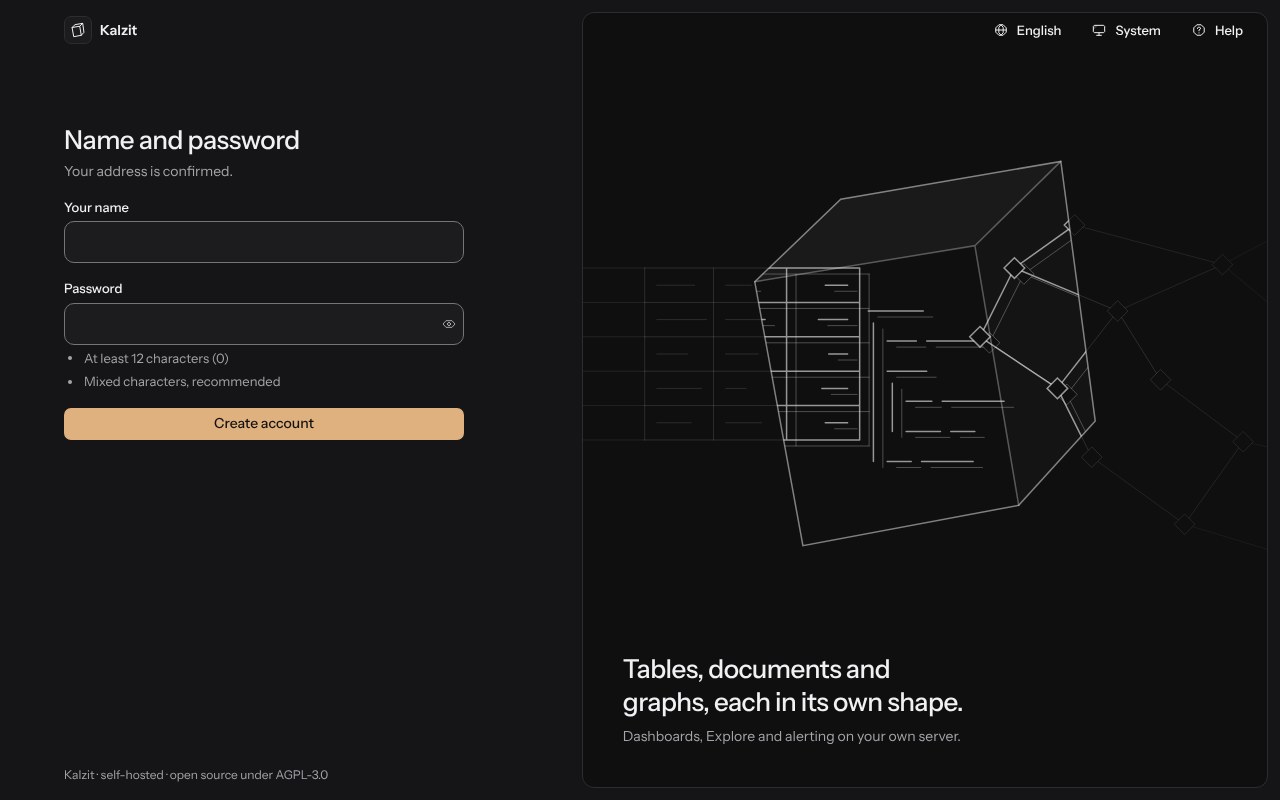 Kalzit
English
System
Help
Name and password
Your address is confirmed.
Your name
Password
At least 12 characters (0)
Mixed characters, recommended
Create account
Tables, documents and
graphs, each in its own shape.
Dashboards, Explore and alerting on your own server.
Kalzit · self-hosted · open source under AGPL-3.0